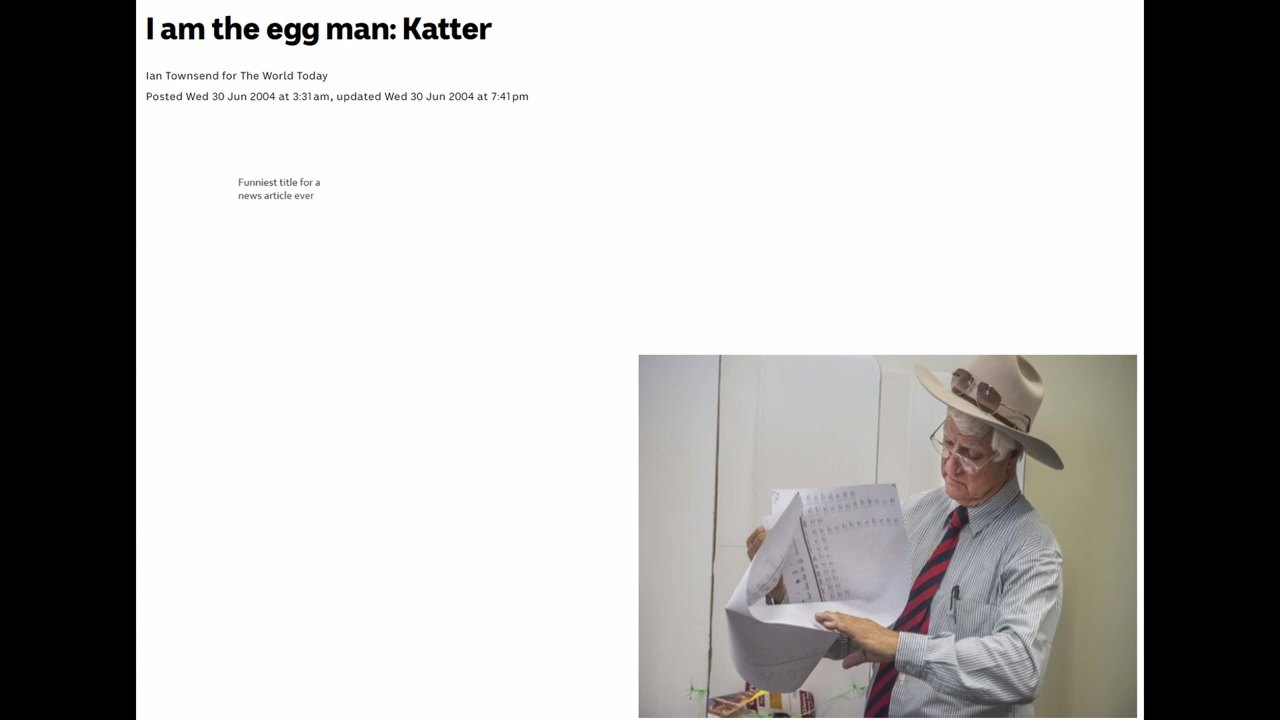 I am the egg man: Katter
Ian Townsend for The World Today
Posted Wed 30 Jun 2004 at 3:31am, updated Wed 30 Jun 2004 at 7:41pm
Funniest title for a
news article ever